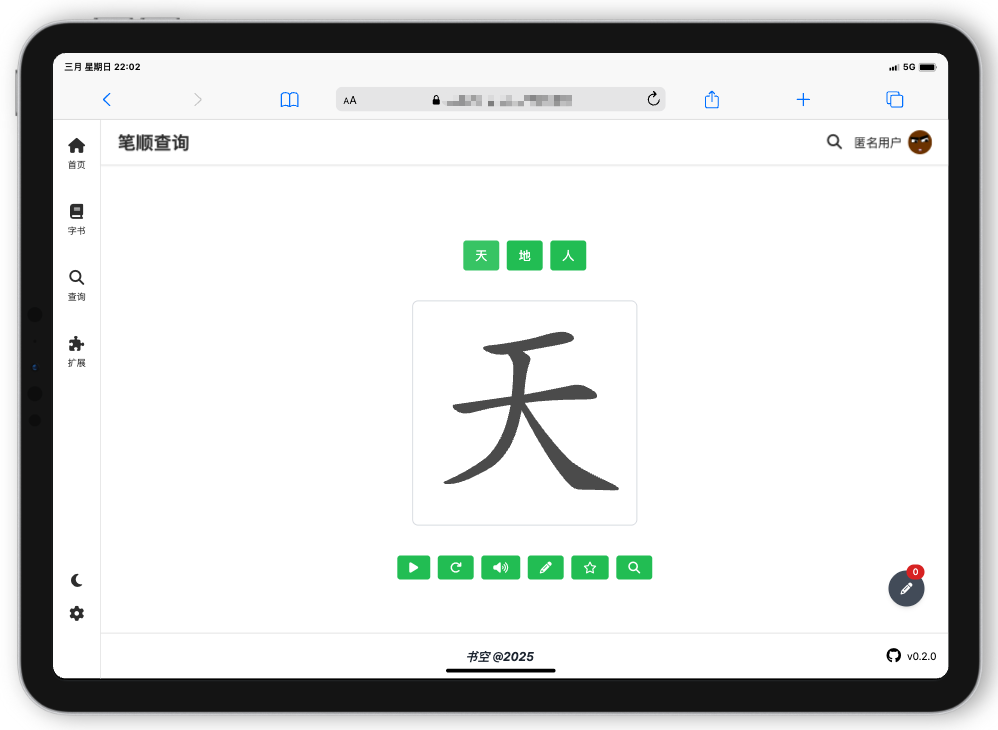 三月 星期日 22:02
5G
AA
笔顺查询
匿名用户
首页
字书
查询
扩展
天 地 人
天
0
书空 @2025
v0.2.0